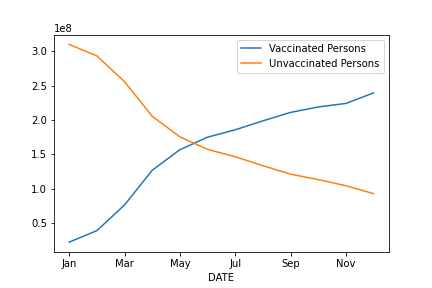 1e8
Vaccinated Persons
Unvaccinated Persons
3.0
2.5
2.0
1.5
1.0
0.5
Jan Mar May Jul Sep Nov
DATE